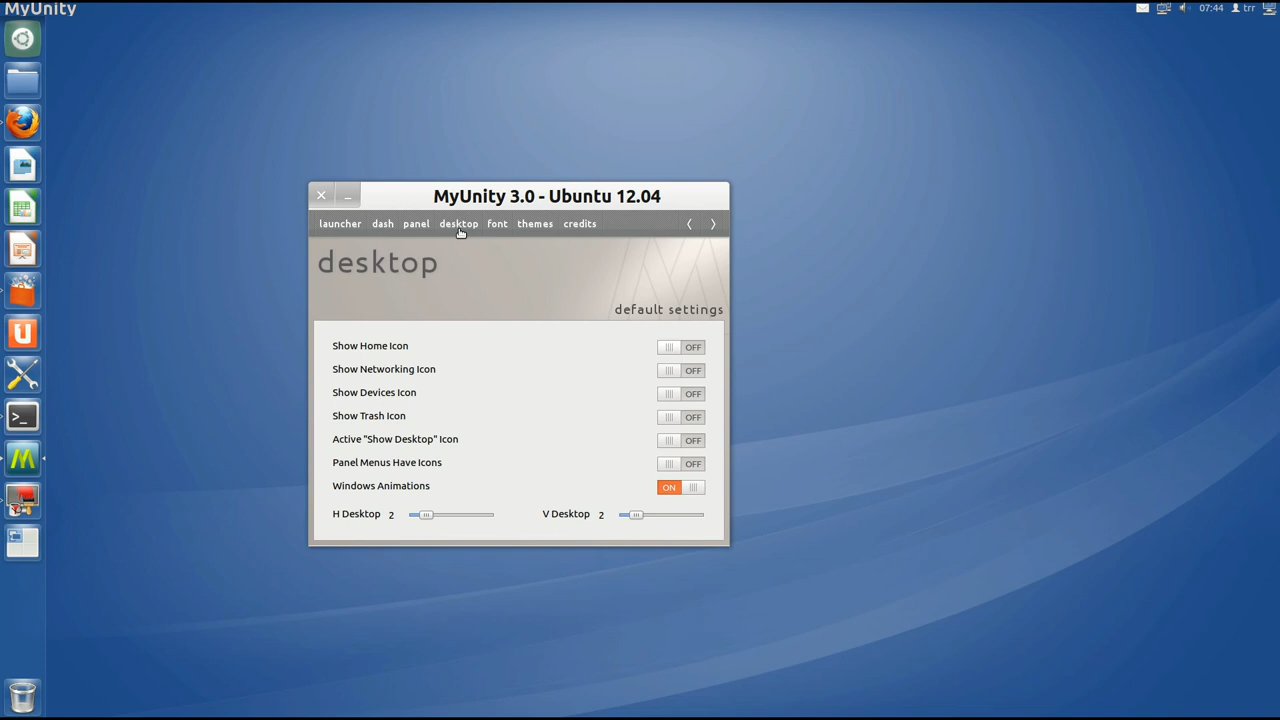 MyUnity
07:44 trr
MyUnity 3.0 - Ubuntu 12.04
launcher dash panel desktop font themes credits
desktop
default settings
Show Home Icon OFF
Show Networking Icon OFF
Show Devices Icon OFF
Show Trash Icon OFF
Active "Show Desktop" Icon OFF
Panel Menus Have Icons OFF
Windows Animations ON
H Desktop 2 V Desktop 2